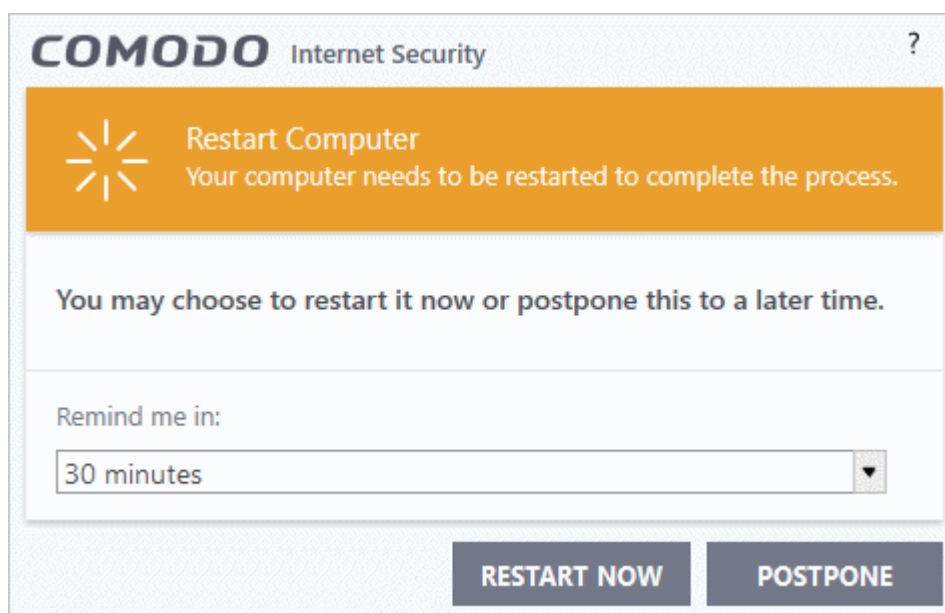 COMODO Internet Security ?
Restart Computer
Your computer needs to be restarted to complete the process.
You may choose to restart it now or postpone this to a later time.
Remind me in:
30 minutes
RESTART NOW POSTPONE